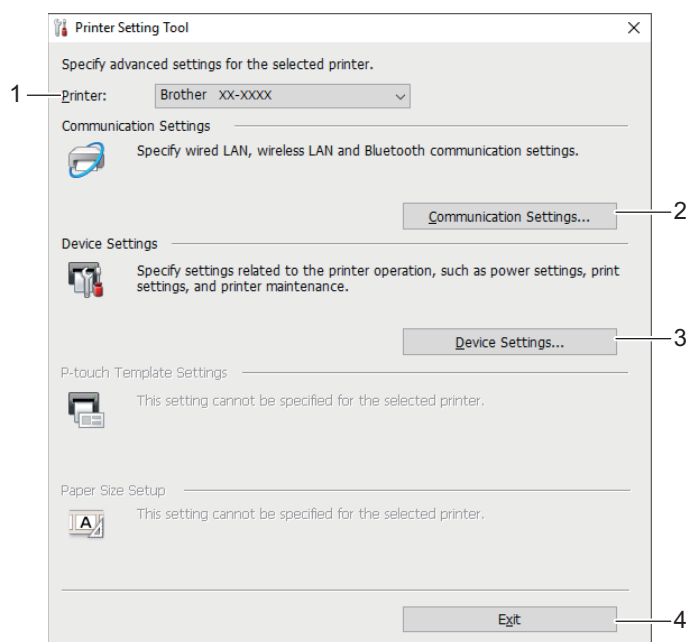 Printer Setting Tool
Specify advanced settings for the selected printer.
1
Printer: Brother XX-XXXX
Communication Settings
Specify wired LAN, wireless LAN and Bluetooth communication settings.
Communication Settings...
2
Device Settings
Specify settings related to the printer operation, such as power settings, print
settings, and printer maintenance.
Device Settings...
3
P-touch Template Settings
This setting cannot be specified for the selected printer.
Paper Size Setup
A
This setting cannot be specified for the selected printer.
Exit
4